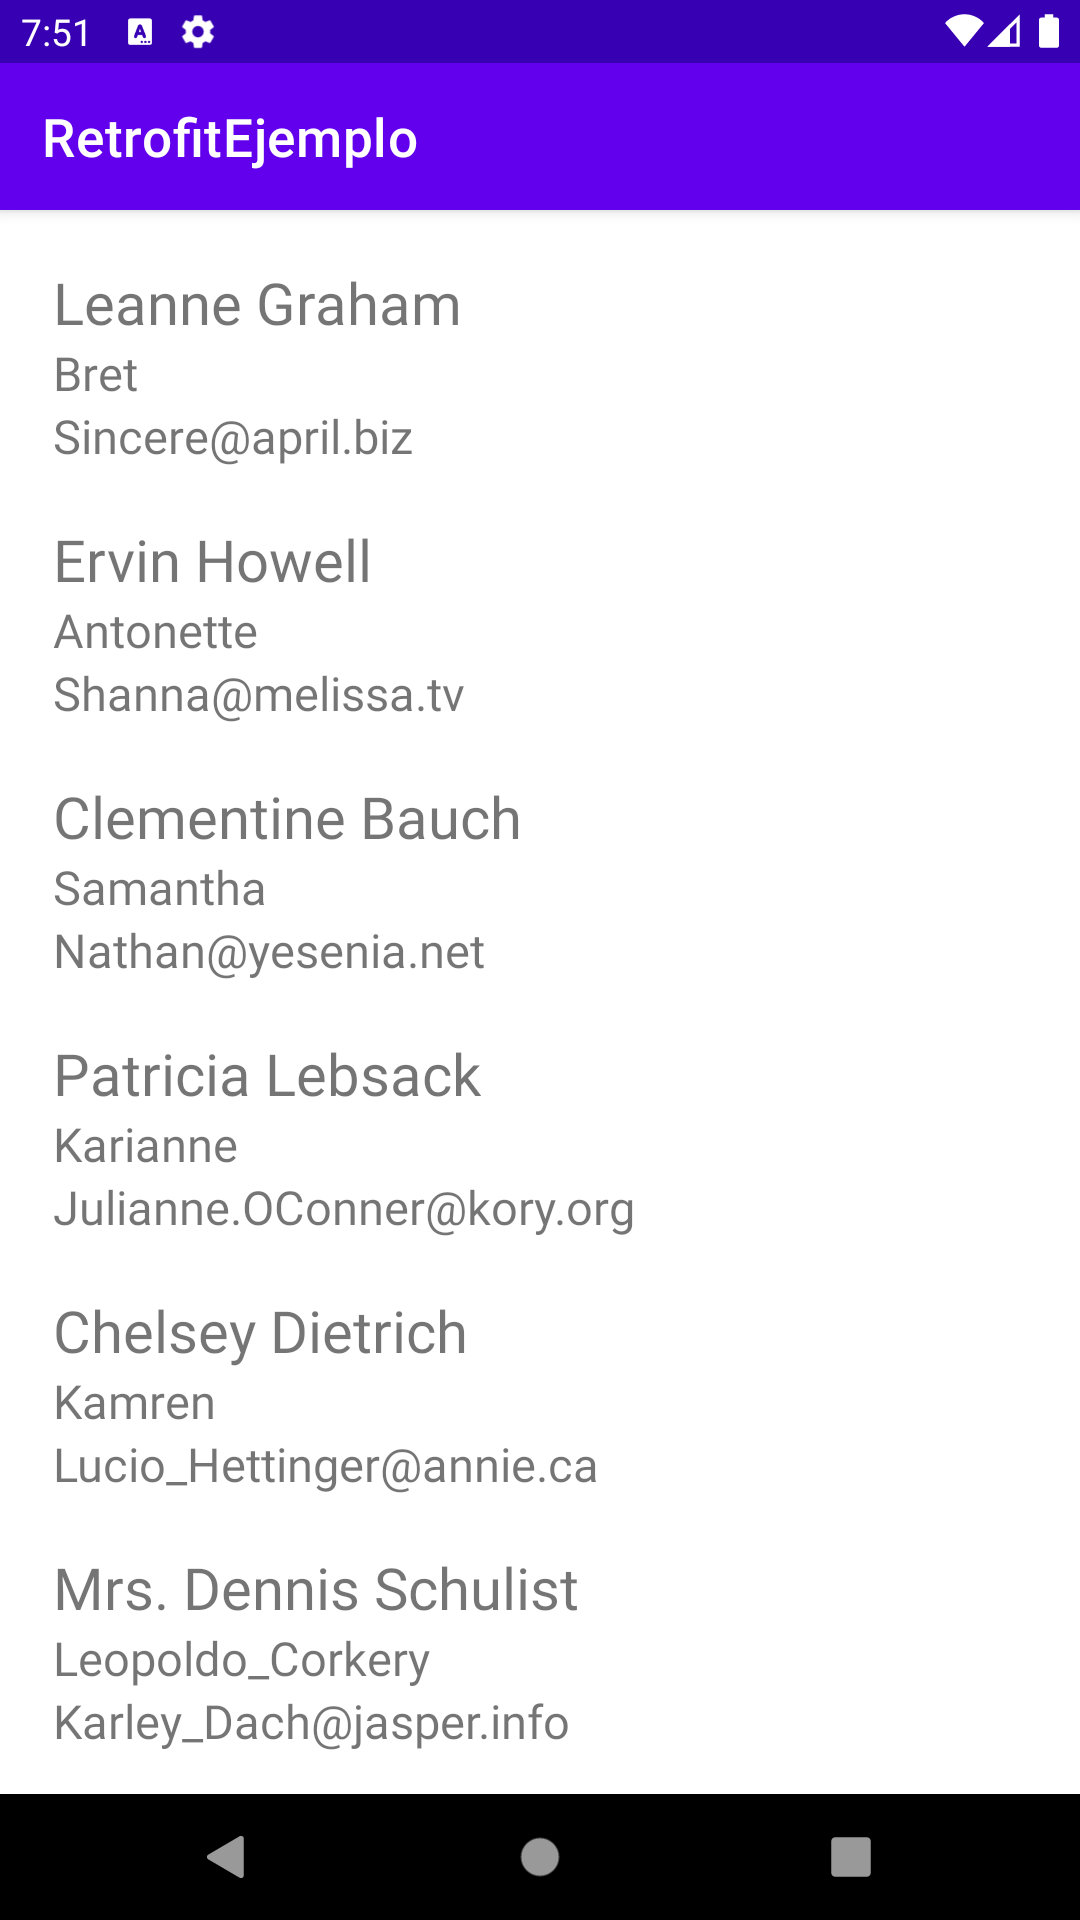 7:51
RetrofitEjemplo
Leanne Graham
Bret
Sincere@april.biz
Ervin Howell
Antonette
Shanna@melissa.tv
Clementine Bauch
Samantha
Nathan@yesenia.net
Patricia Lebsack
Karianne
Julianne.OConner@kory.org
Chelsey Dietrich
Kamren
Lucio_Hettinger@annie.ca
Mrs. Dennis Schulist
Leopoldo_Corkery
Karley_Dach@jasper.info